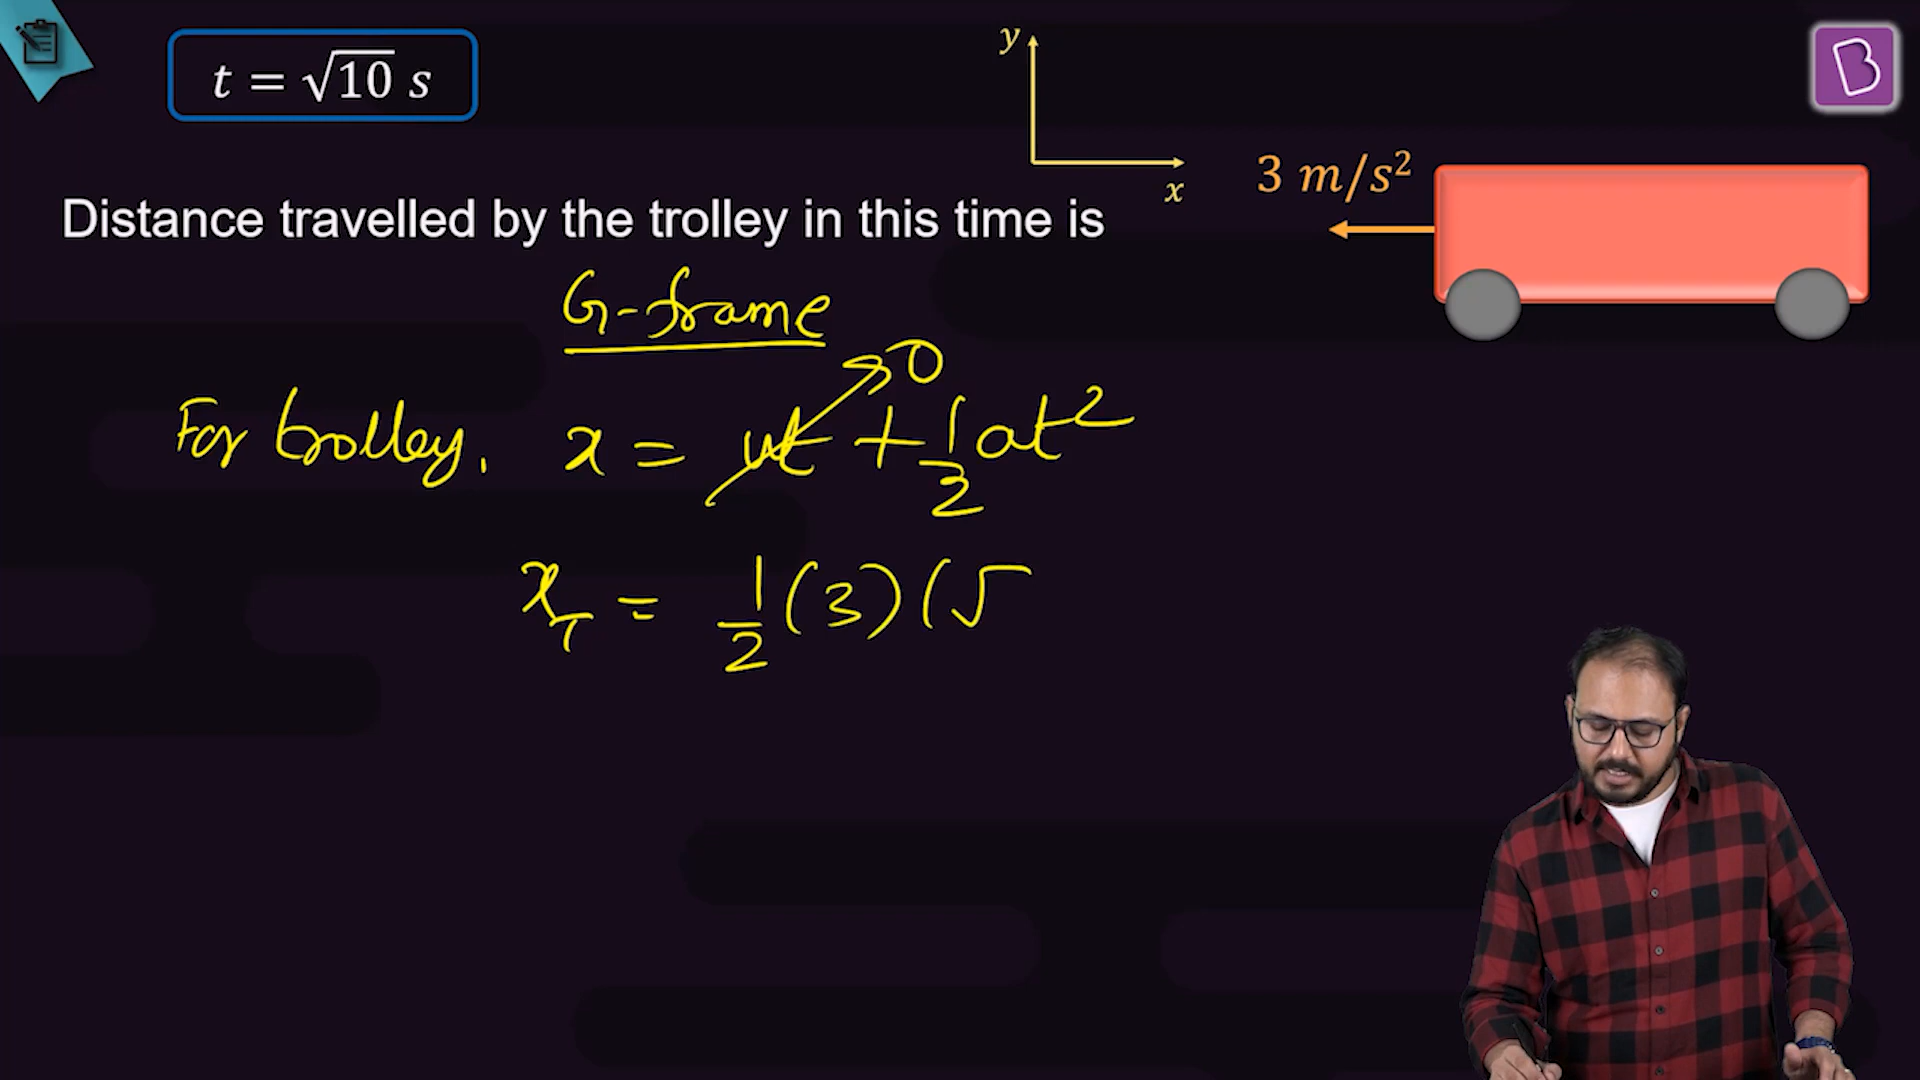 t = √10 s
y
x
3 m/s²
Distance travelled by the trolley in this time is
G-frame
0
For trolley, x = ut + 1/2 at²
x_T = 1/2 (3) (√
B